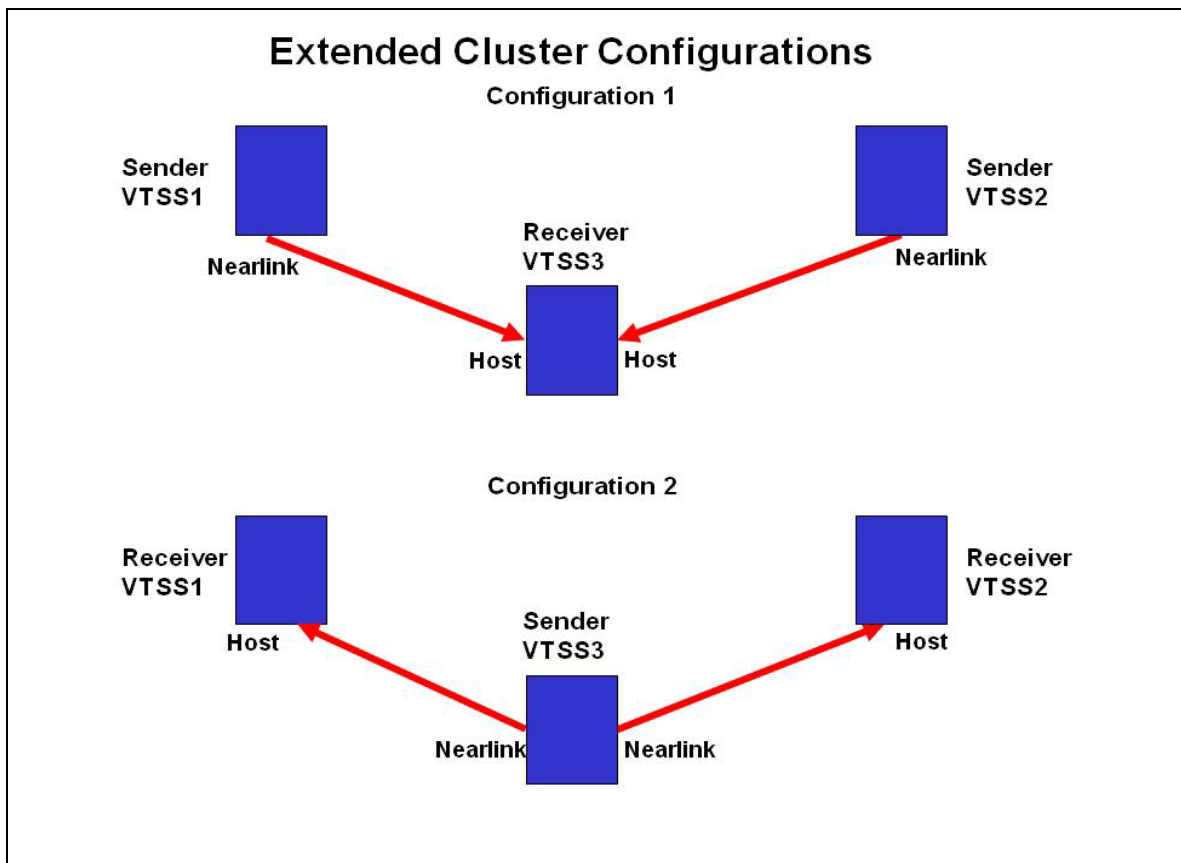 Extended Cluster Configurations
Configuration 1
Sender
VTSS1
Sender
VTSS2
Receiver
VTSS3
Nearlink
Nearlink
Host
Host
Configuration 2
Receiver
VTSS1
Receiver
VTSS2
Sender
VTSS3
Host
Host
Nearlink
Nearlink